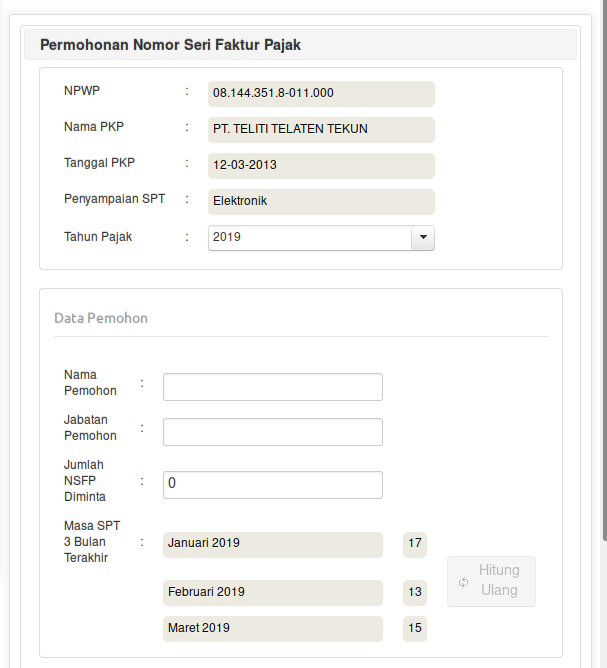 Permohonan Nomor Seri Faktur Pajak
NPWP : 08.144.351.8-011.000
Nama PKP : PT. TELITI TELATEN TEKUN
Tanggal PKP : 12-03-2013
Penyampaian SPT : Elektronik
Tahun Pajak : 2019
Data Pemohon
Nama
Pemohon :
Jabatan
Pemohon :
Jumlah
NSFP : 0
Diminta
Masa SPT
3 Bulan : Januari 2019 17
Terakhir
Hitung
Ulang
Februari 2019 13
Maret 2019 15